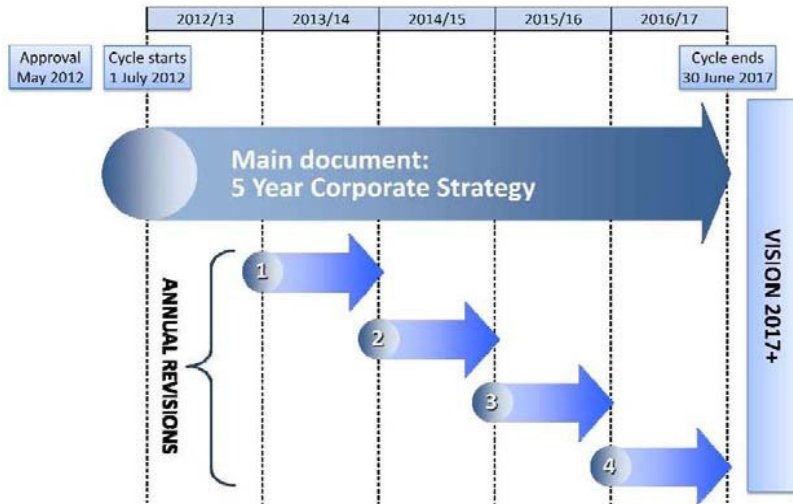 2012/13 2013/14 2014/15 2015/16 2016/17
Approval
May 2012
Cycle starts
1 July 2012
Cycle ends
30 June 2017
Main document:
5 Year Corporate Strategy
ANNUAL REVISIONS
1
2
3
4
VISION 2017+